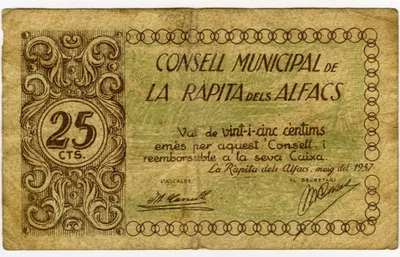 CONSELL MUNICIPAL DE
LA RÀPITA DELS ALFACS
25
CTS.
Val de vint-i-cinc cèntims
emès per aquest Consell, i
reemborsable a la seva Caixa.
La Ràpita dels Alfacs, maig del 1937
L'ALCALDE
EL SECRETARI